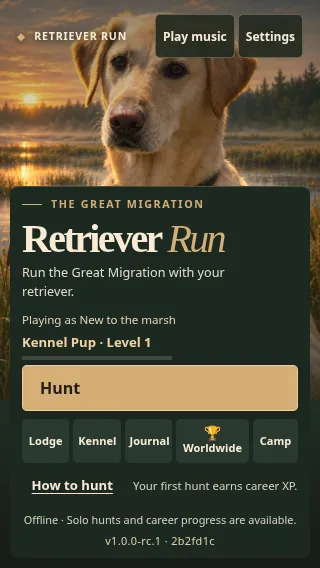 RETRIEVER RUN
Play music
Settings
THE GREAT MIGRATION
Retriever Run
Run the Great Migration with your
retriever.
Playing as New to the marsh
Kennel Pup · Level 1
Hunt
Lodge
Kennel
Journal
🏆
Worldwide
Camp
How to hunt
Your first hunt earns career XP.
Offline · Solo hunts and career progress are available.
v1.0.0-rc.1 · 2b2fd1c